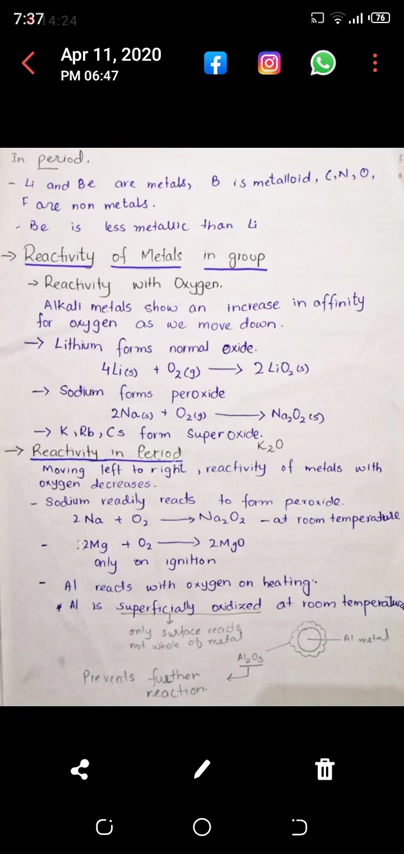 7:37 14:24
76
Apr 11, 2020
PM 06:47
In period.
- Li and Be are metals, B is metalloid, C, N, O,
F are non metals.
- Be is less metallic than Li
→ Reactivity of Metals in group
→ Reactivity with Oxygen.
Alkali metals show an increase in affinity
for oxygen as we move down.
→ Lithium forms normal oxide.
4Li(s) + O₂(g) → 2LiO₂(s)
→ Sodium forms peroxide
2Na(s) + O₂(g) → Na₂O₂(s)
→ K, Rb, Cs form Superoxide.
K₂O
→ Reactivity in Period
Moving left to right, reactivity of metals with
oxygen decreases.
- Sodium readily reacts to form peroxide.
2Na + O₂ → Na₂O₂ - at room temperature
- 2Mg + O₂ → 2MgO
only on ignition
- Al reacts with oxygen on heating.
* Al is superficially oxidized at room temperature
only surface reacts
not whole of metal
Al metal
Al₂O₃
Prevents further
reaction.